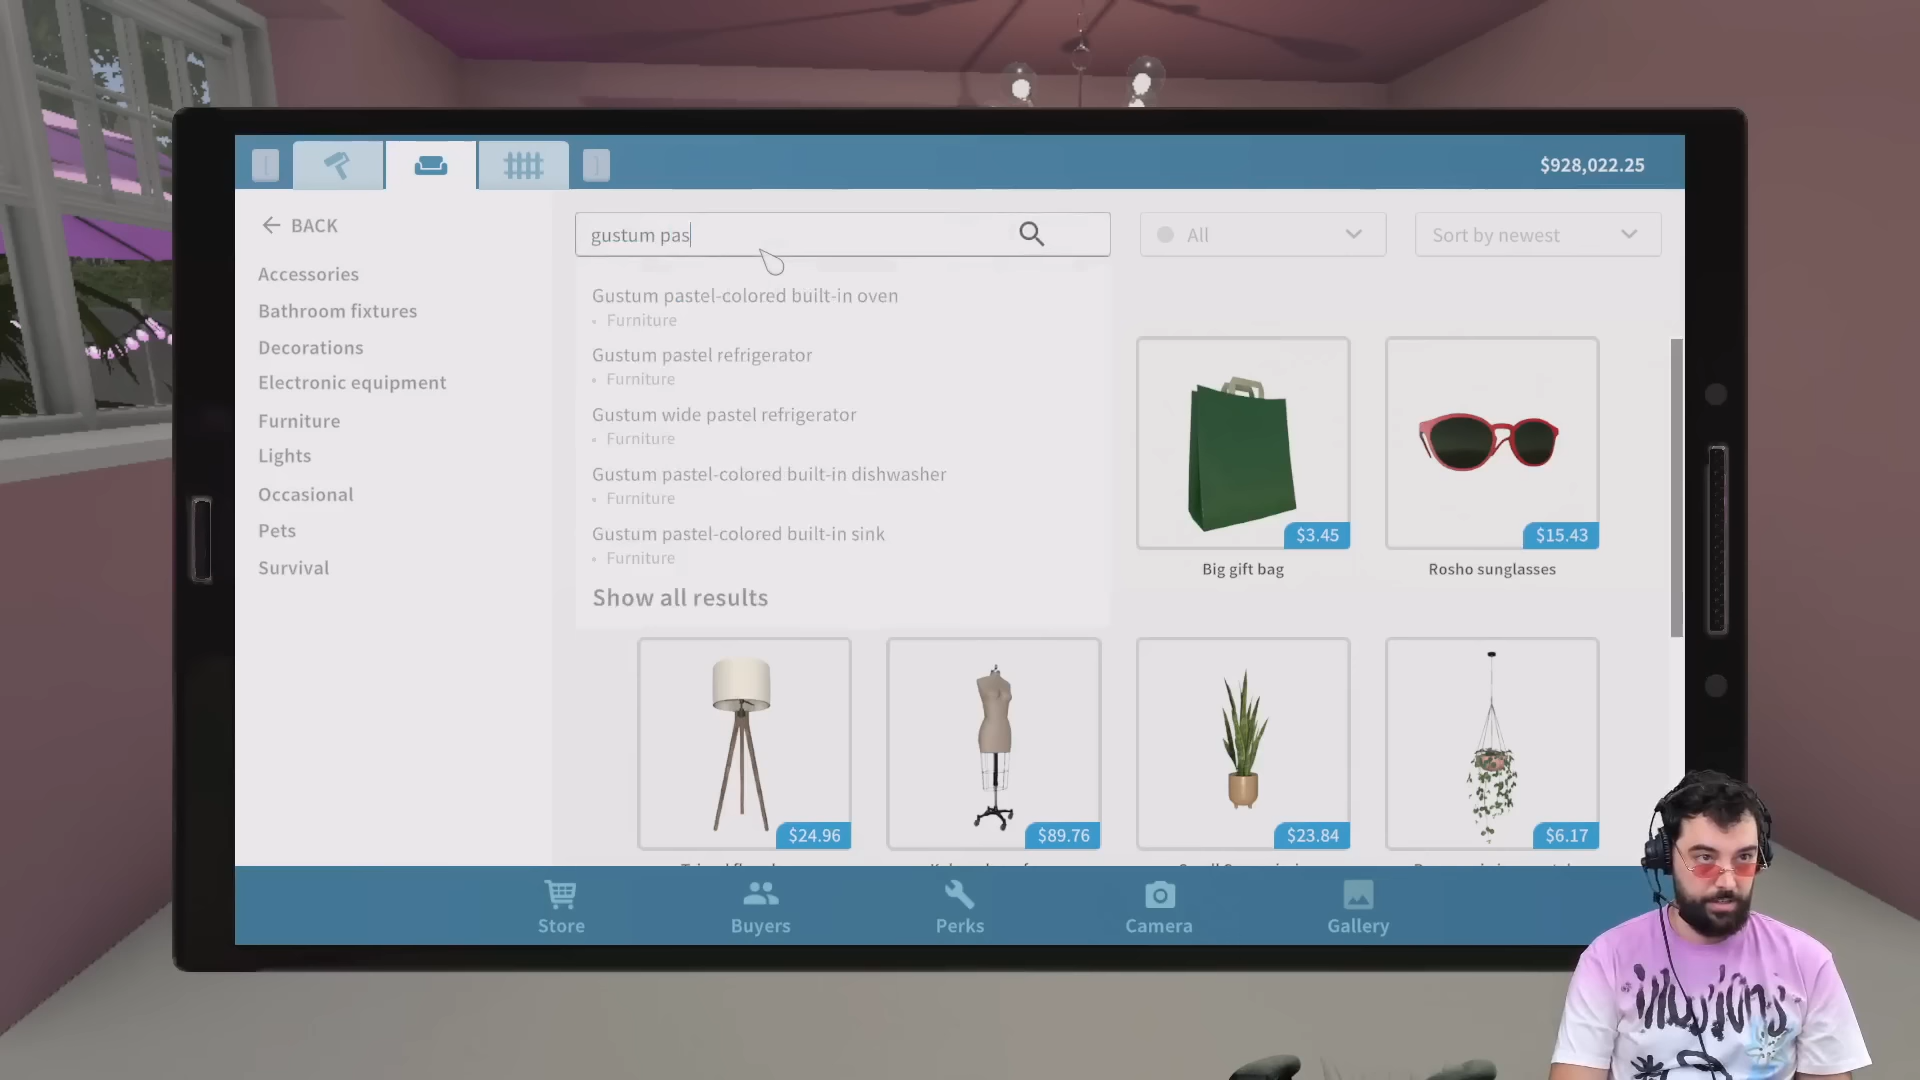 $928,022.25
BACK
Accessories
Bathroom fixtures
Decorations
Electronic equipment
Furniture
Lights
Occasional
Pets
Survival
gustum pas
All
Sort by newest
Gustum pastel-colored built-in oven
• Furniture
Gustum pastel refrigerator
• Furniture
Gustum wide pastel refrigerator
• Furniture
Gustum pastel-colored built-in dishwasher
• Furniture
Gustum pastel-colored built-in sink
• Furniture
Show all results
$3.45
Big gift bag
$15.43
Rosho sunglasses
$24.96
$89.76
$23.84
$6.17
Store
Buyers
Perks
Camera
Gallery
illusions